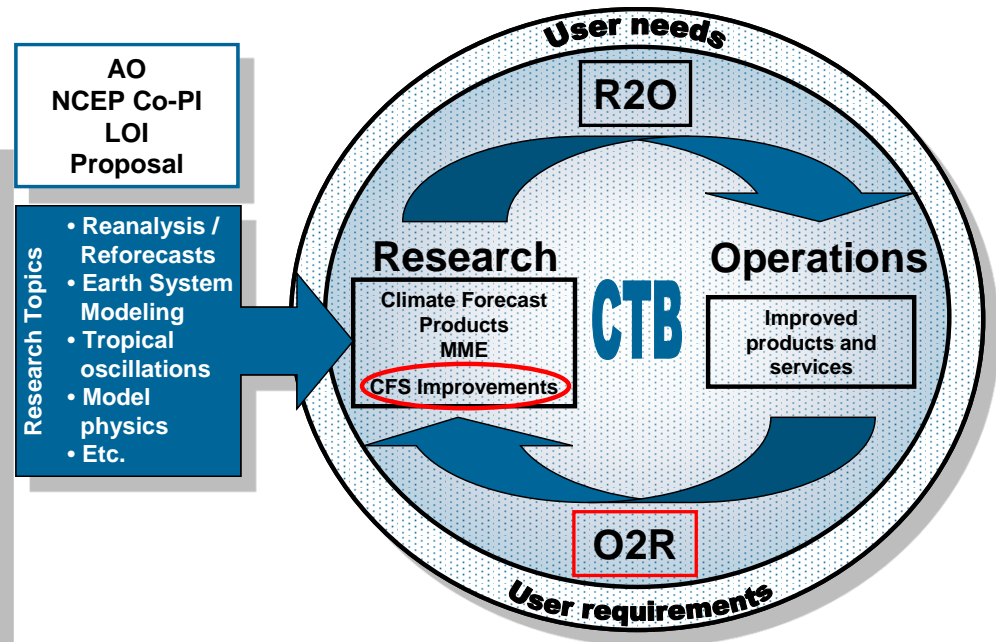 AO
NCEP Co-PI
LOI
Proposal
Research Topics
• Reanalysis /
Reforecasts
• Earth System
Modeling
• Tropical
oscillations
• Model
physics
• Etc.
User needs
R2O
Research
Climate Forecast
Products
MME
CFS Improvements
CTB
Operations
Improved
products and
services
O2R
User requirements